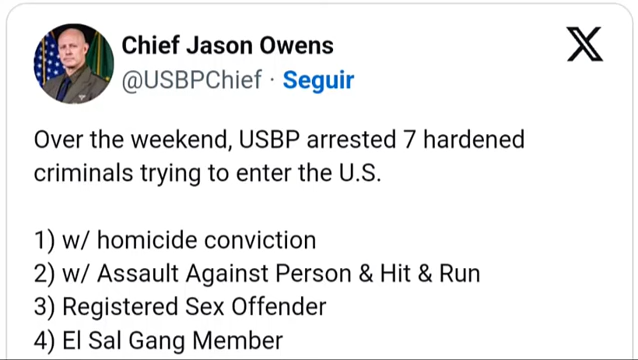 Chief Jason Owens
@USBPChief · Seguir
Over the weekend, USBP arrested 7 hardened
criminals trying to enter the U.S.
1) w/ homicide conviction
2) w/ Assault Against Person & Hit & Run
3) Registered Sex Offender
4) El Sal Gang Member